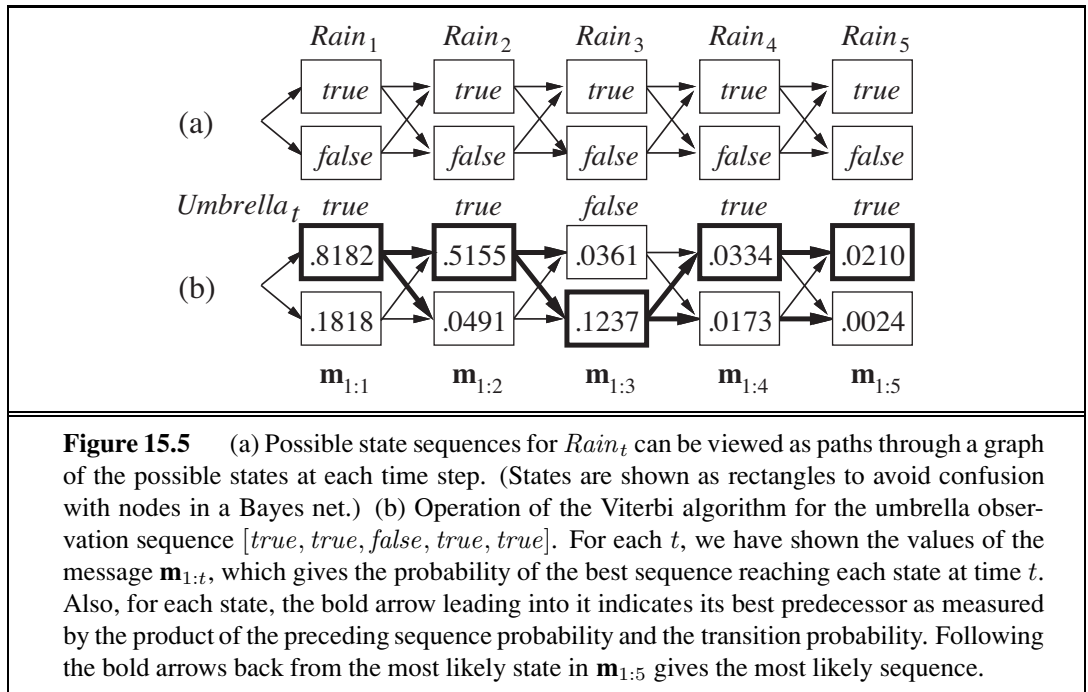 Rain1 Rain2 Rain3 Rain4 Rain5
true true true true true
(a)
false false false false false
Umbrella t true true false true true
.8182 .5155 .0361 .0334 .0210
(b)
.1818 .0491 .1237 .0173 .0024
m1:1 m1:2 m1:3 m1:4 m1:5
Figure 15.5 (a) Possible state sequences for Rain t can be viewed as paths through a graph
of the possible states at each time step. (States are shown as rectangles to avoid confusion
with nodes in a Bayes net.) (b) Operation of the Viterbi algorithm for the umbrella obser-
vation sequence [true, true, false, true, true]. For each t, we have shown the values of the
message m1:t, which gives the probability of the best sequence reaching each state at time t.
Also, for each state, the bold arrow leading into it indicates its best predecessor as measured
by the product of the preceding sequence probability and the transition probability. Following
the bold arrows back from the most likely state in m1:5 gives the most likely sequence.